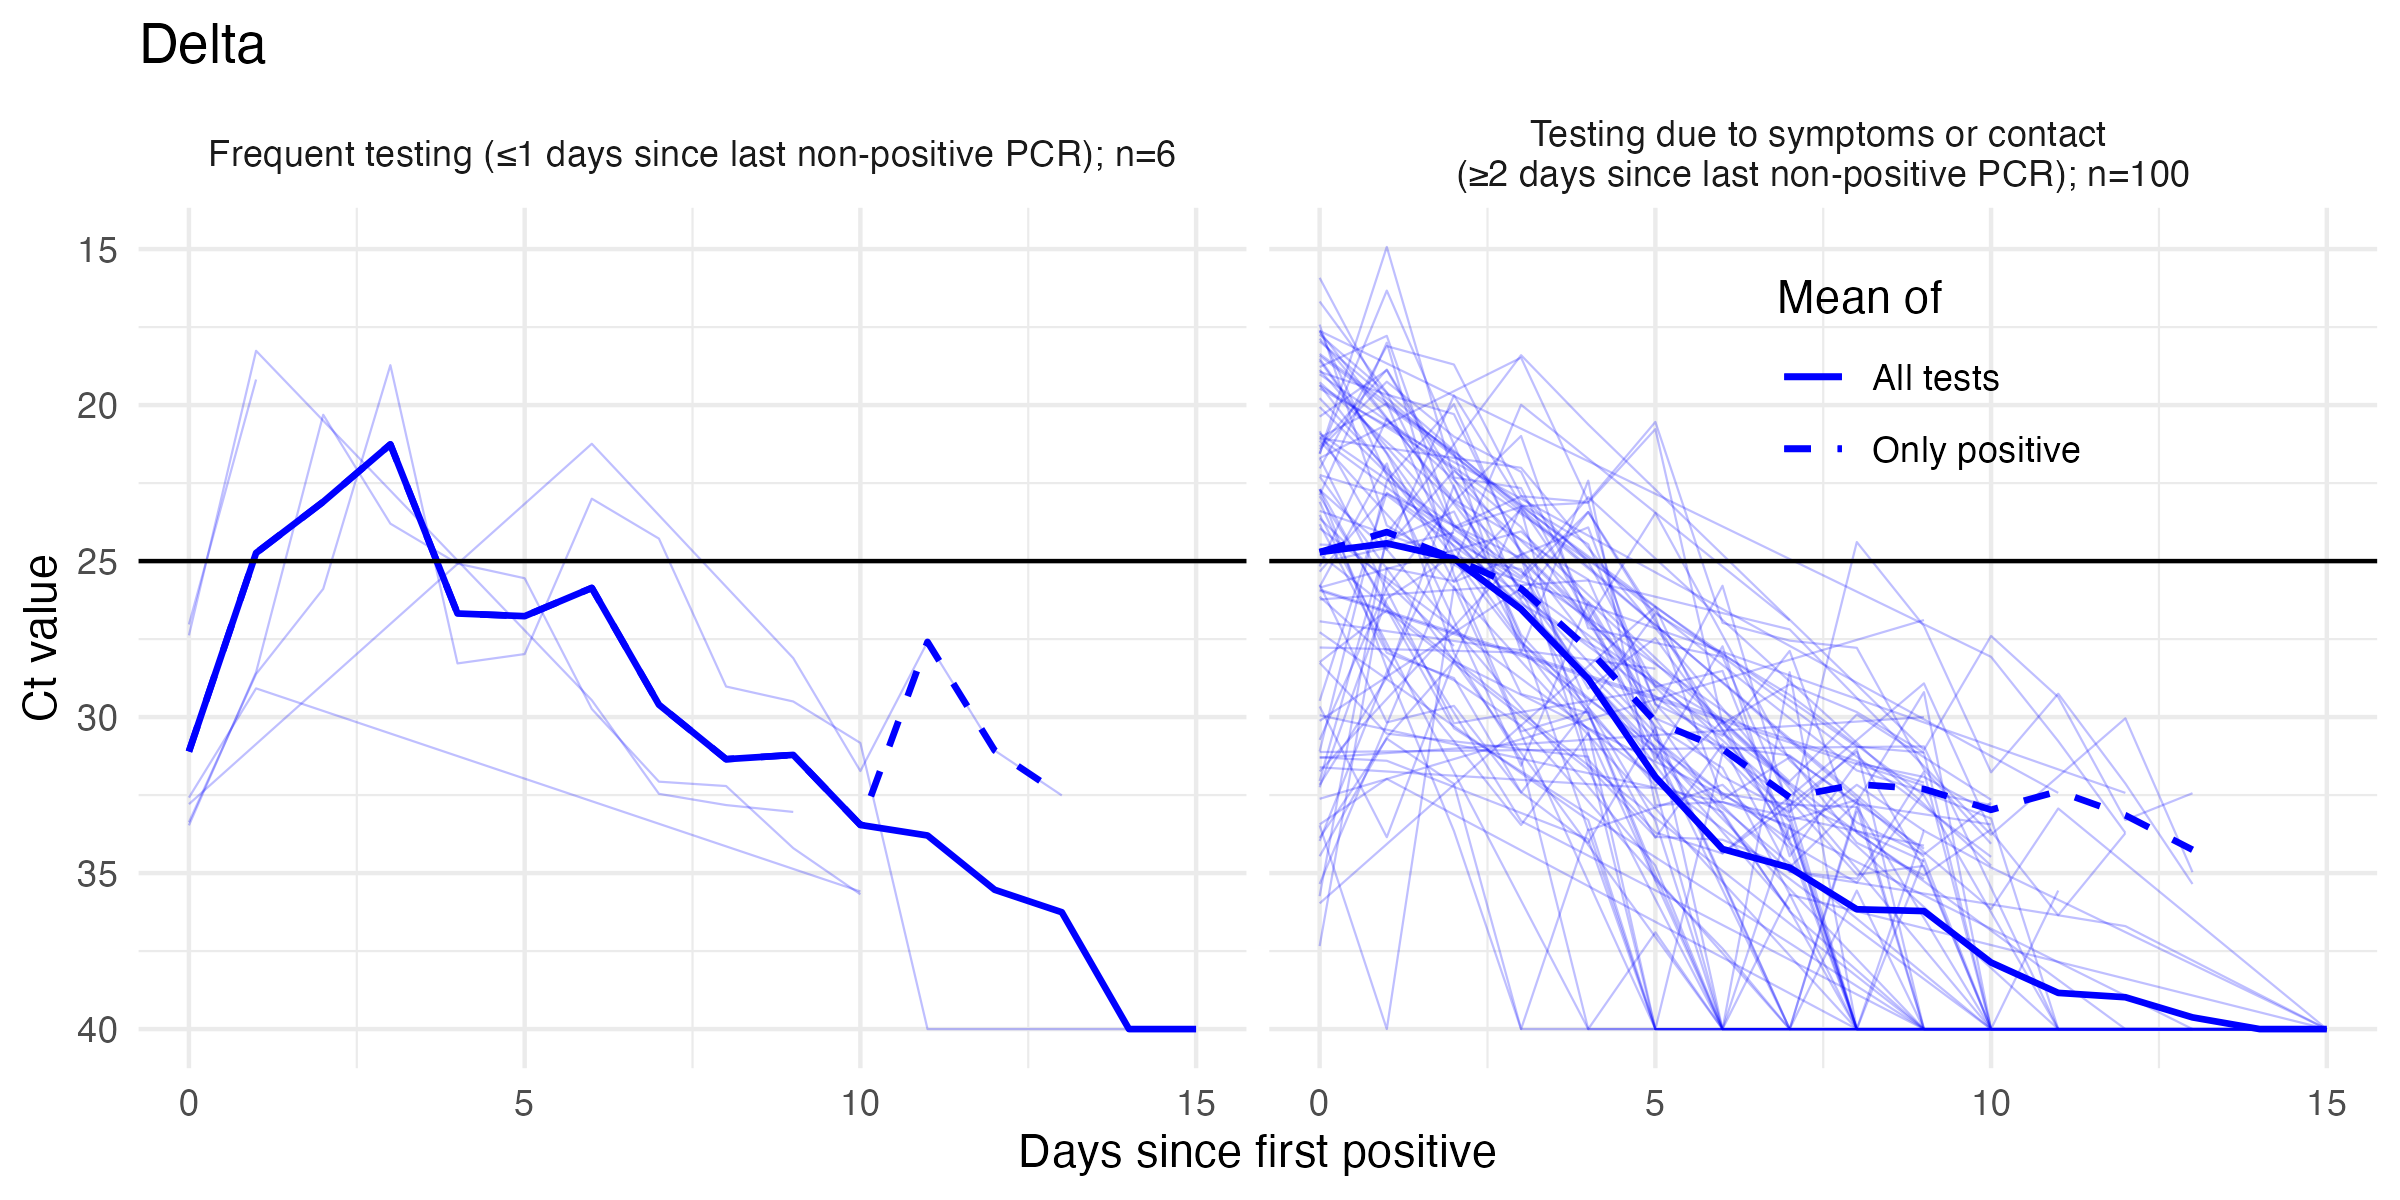 Delta
Frequent testing (≤1 days since last non-positive PCR); n=6
Testing due to symptoms or contact
(≥2 days since last non-positive PCR); n=100
Ct value
15
20
25
30
35
40
Mean of
All tests
Only positive
0 5 10 15
0 5 10 15
Days since first positive